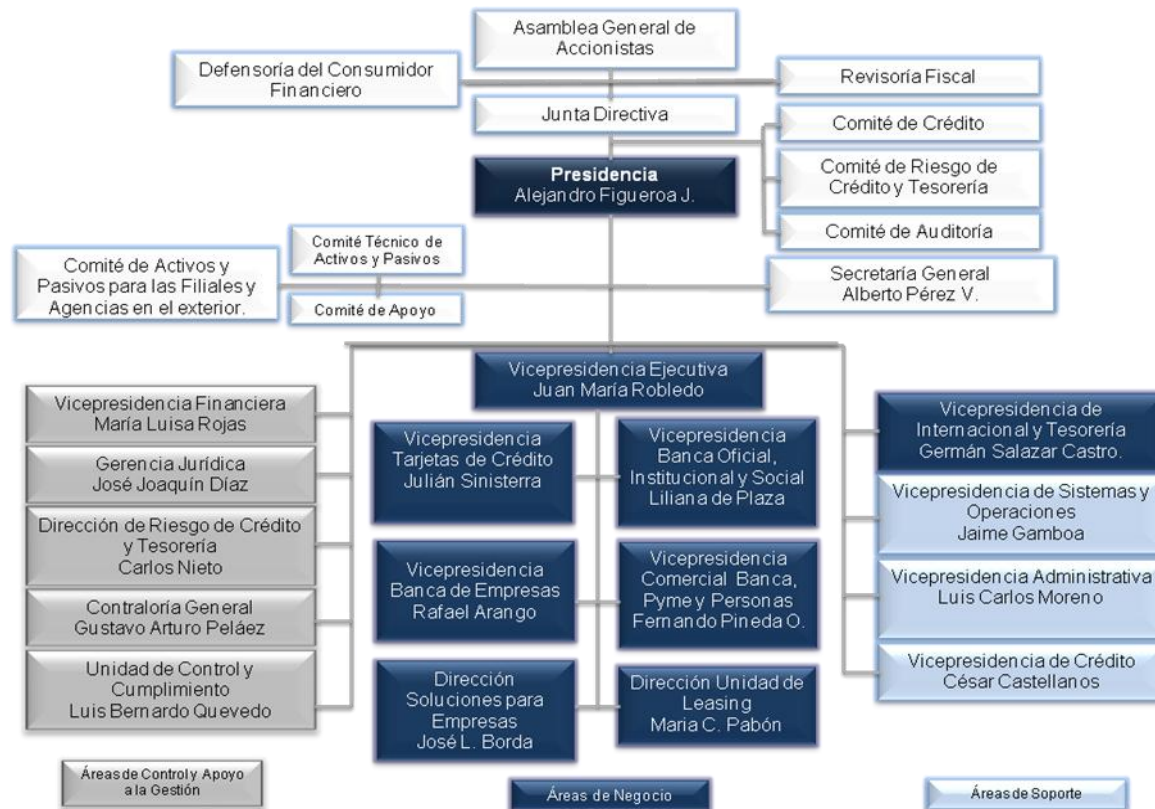 Asamblea General de
Accionistas
Defensoría del Consumidor
Financiero
Revisoría Fiscal
Junta Directiva
Comité de Crédito
Presidencia
Alejandro Figueroa J.
Comité de Riesgo de
Crédito y Tesorería
Comité de Auditoría
Comité Técnico de
Activos y Pasivos
Comité de Activos y
Pasivos para las Filiales y
Agencias en el exterior.
Comité de Apoyo
Secretaría General
Alberto Pérez V.
Vicepresidencia Ejecutiva
Juan María Robledo
Vicepresidencia Financiera
María Luisa Rojas
Gerencia Jurídica
José Joaquín Díaz
Dirección de Riesgo de Crédito
y Tesorería
Carlos Nieto
Contraloría General
Gustavo Arturo Peláez
Unidad de Control y
Cumplimiento
Luis Bernardo Quevedo
Vicepresidencia
Tarjetas de Crédito
Julián Sinisterra
Vicepresidencia
Banca Oficial,
Institucional y Social
Liliana de Plaza
Vicepresidencia
Banca de Empresas
Rafael Arango
Vicepresidencia
Comercial Banca,
Pyme y Personas
Fernando Pineda O.
Dirección
Soluciones para
Empresas
José L. Borda
Dirección Unidad de
Leasing
Maria C. Pabón
Vicepresidencia de
Internacional y Tesorería
Germán Salazar Castro.
Vicepresidencia de Sistemas y
Operaciones
Jaime Gamboa
Vicepresidencia Administrativa
Luis Carlos Moreno
Vicepresidencia de Crédito
César Castellanos
Áreas de Control y Apoyo
a la Gestión
Áreas de Negocio
Áreas de Soporte